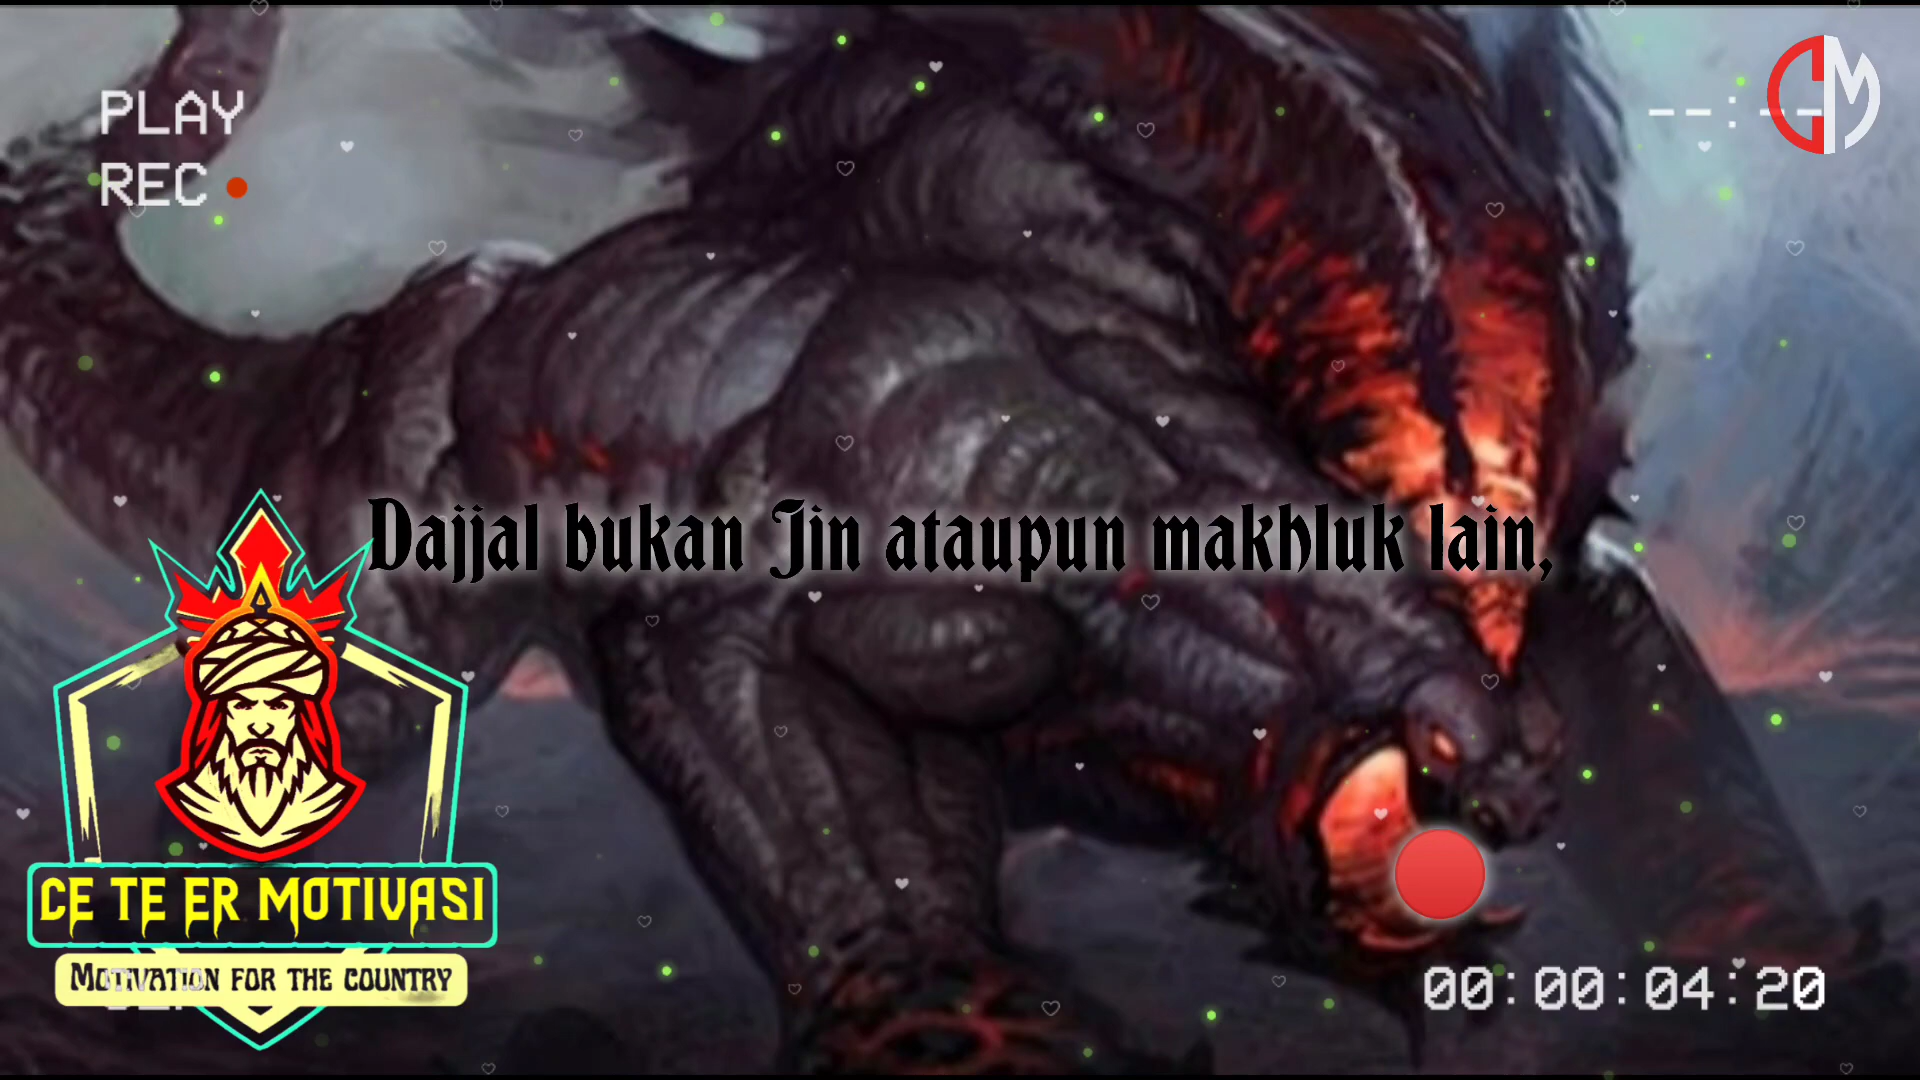 PLAY
REC
--:--
CM
Dajjal bukan Jin ataupun makhluk lain,
CE TE ER MOTIVASI
MOTIVATION FOR THE COUNTRY
00:00:04:20